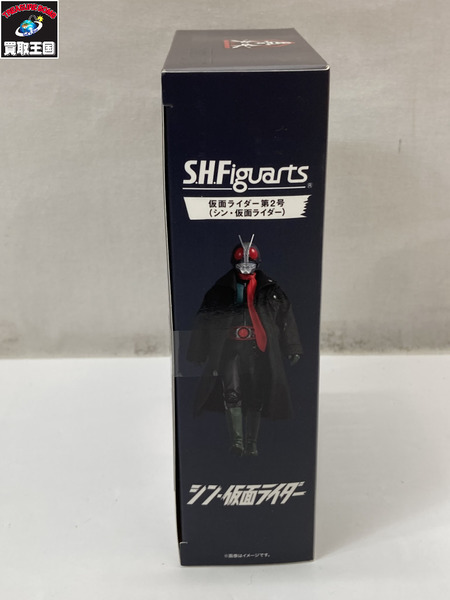 TREASURE KINGDOM
買取王国
S.H.Figuarts
®
仮面ライダー第2号
(シン・仮面ライダー)
シン・仮面ライダー
※画像はイメージです。